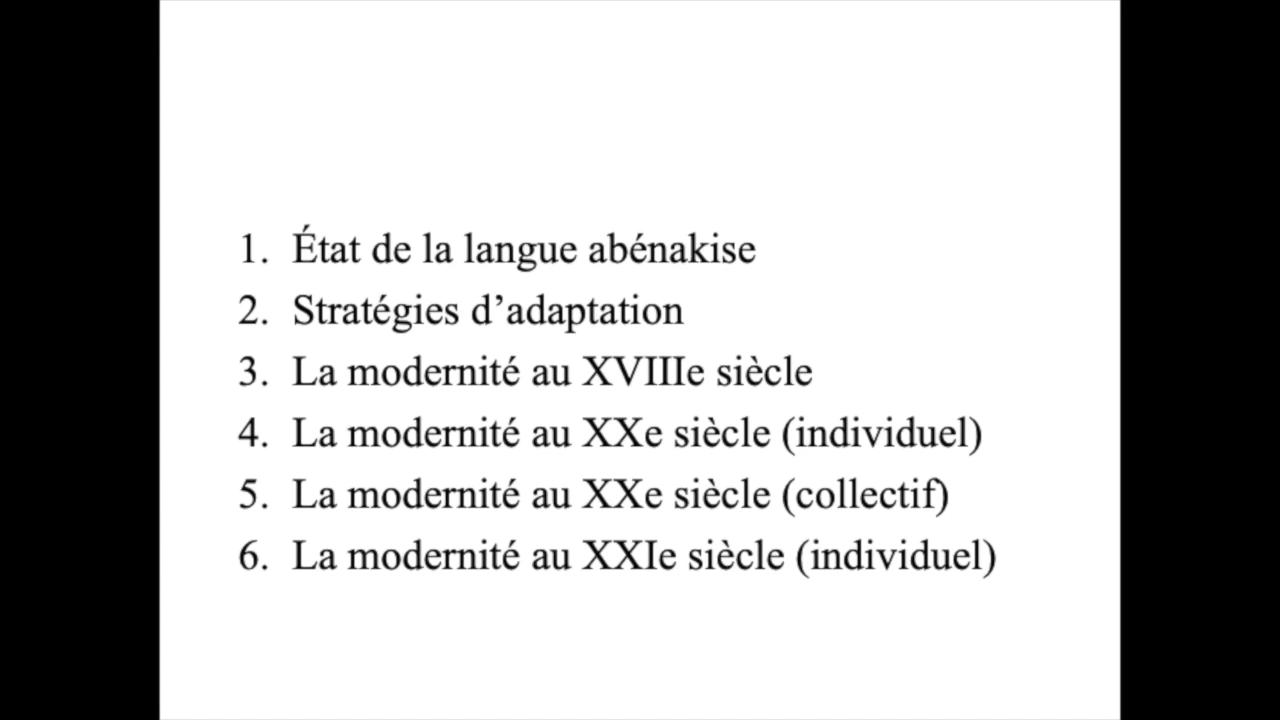 1. État de la langue abénakise
2. Stratégies d’adaptation
3. La modernité au XVIIIe siècle
4. La modernité au XXe siècle (individuel)
5. La modernité au XXe siècle (collectif)
6. La modernité au XXIe siècle (individuel)